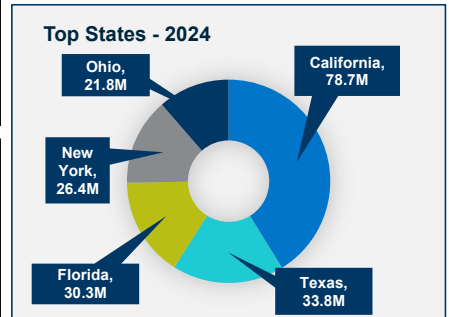 Top States - 2024
Ohio,
21.8M
California,
78.7M
New
York,
26.4M
Florida,
30.3M
Texas,
33.8M